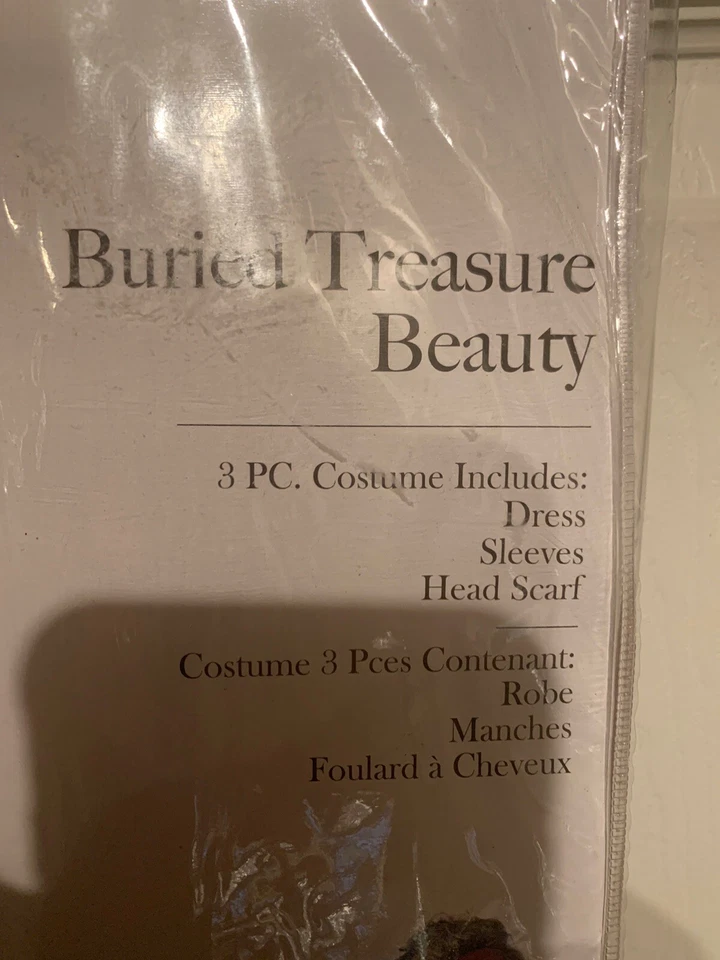 Buried Treasure
Beauty
3 PC. Costume Includes:
Dress
Sleeves
Head Scarf
Costume 3 Pces Contenant:
Robe
Manches
Foulard à Cheveux